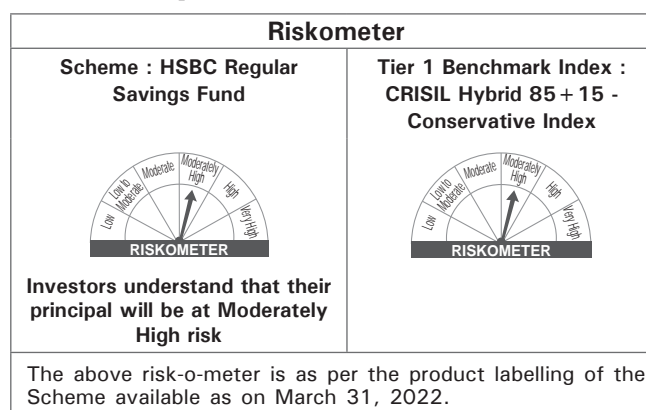 Riskometer
Scheme : HSBC Regular
Savings Fund
Low
Low to
Moderate
Moderate
Moderately
High
High
Very High
RISKOMETER
Investors understand that their
principal will be at Moderately
High risk
Tier 1 Benchmark Index :
CRISIL Hybrid 85+15 -
Conservative Index
Low
Low to
Moderate
Moderate
Moderately
High
High
Very High
RISKOMETER
The above risk-o-meter is as per the product labelling of the
Scheme available as on March 31, 2022.